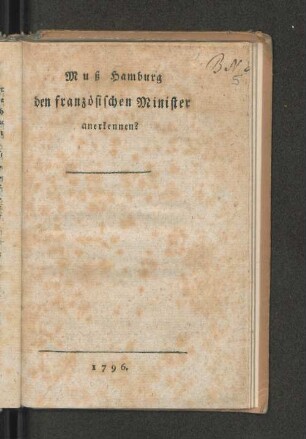 Muß Hamburg
den französischen Minister
anerkennen?
1796.